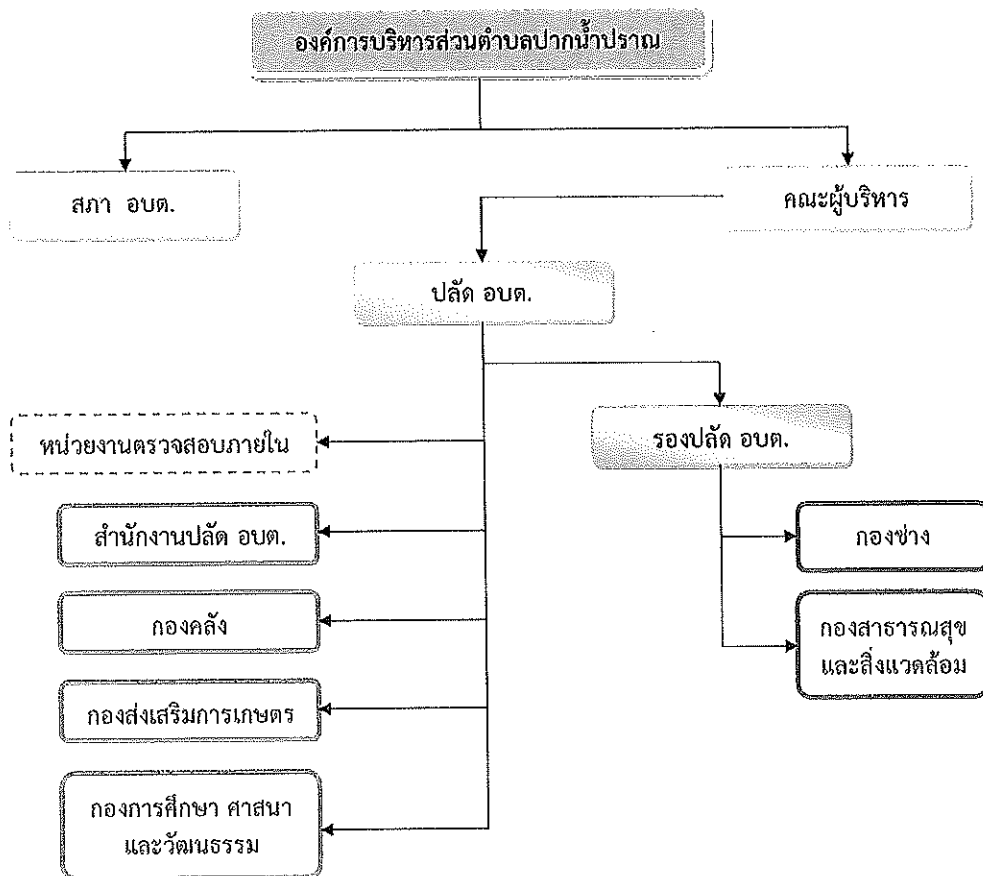 องค์การบริหารส่วนตำบลปากน้ำปราณ
สภา อบต.
คณะผู้บริหาร
ปลัด อบต.
หน่วยงานตรวจสอบภายใน
รองปลัด อบต.
สำนักงานปลัด อบต.
กองช่าง
กองคลัง
กองสาธารณสุข
และสิ่งแวดล้อม
กองส่งเสริมการเกษตร
กองการศึกษา ศาสนา
และวัฒนธรรม